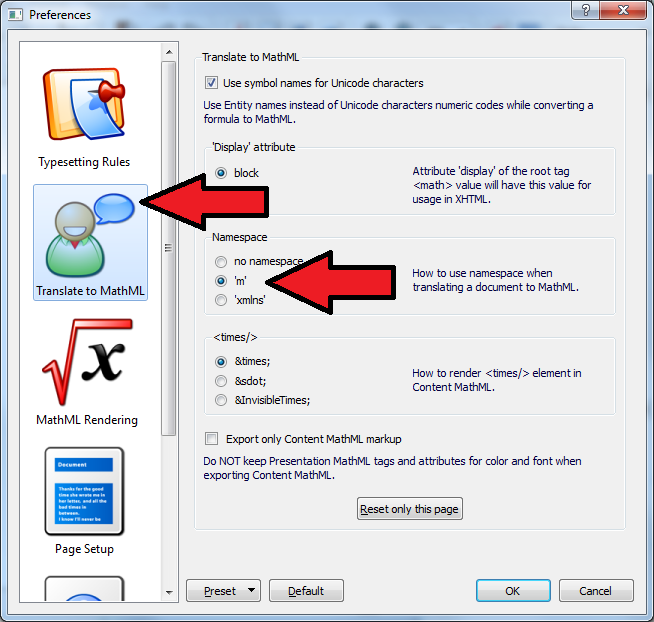 Preferences
?
Typesetting Rules
Translate to MathML
MathML Rendering
Document
Thanks for the good
time she wrote me in
her letter, and all the
bad times in
between.
I know I'll never be
Page Setup
Translate to MathML
Use symbol names for Unicode characters
Use Entity names instead of Unicode characters numeric codes while converting a
formula to MathML.
'Display' attribute
block
Attribute 'display' of the root tag
<math> value will have this value for
usage in XHTML.
Namespace
no namespace
'm'
'xmlns'
How to use namespace when
translating a document to MathML.
<times/>
&times;
&sdot;
&InvisibleTimes;
How to render <times/> element in
Content MathML.
Export only Content MathML markup
Do NOT keep Presentation MathML tags and attributes for color and font when
exporting Content MathML.
Reset only this page
Preset
Default
OK
Cancel